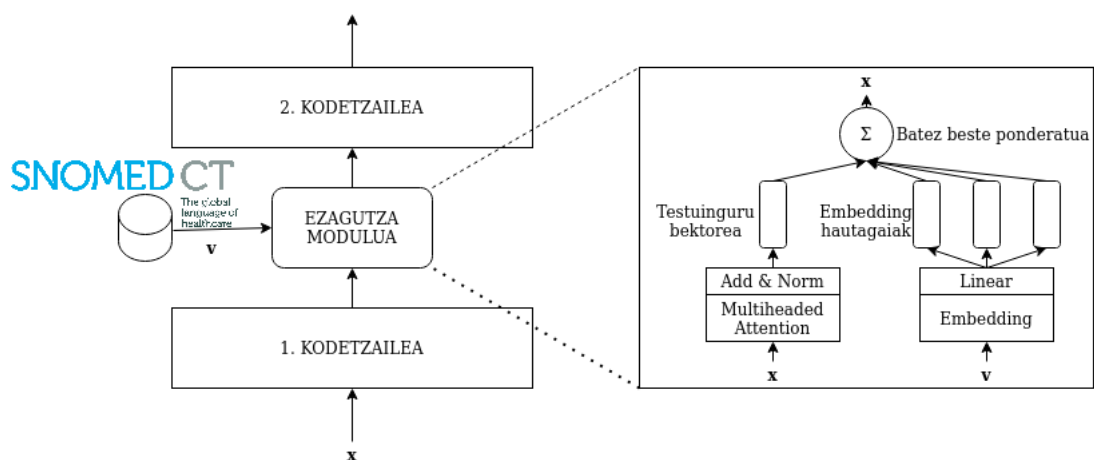 2. KODETZAILEA
SNOMED CT
The global
language of
healthcare
v
EZAGUTZA
MODULUA
1. KODETZAILEA
x
x
Σ
Batez beste ponderatua
Testuinguru
bektorea
Embedding
hautagaiak
Add & Norm
Multiheaded
Attention
Linear
Embedding
x
v